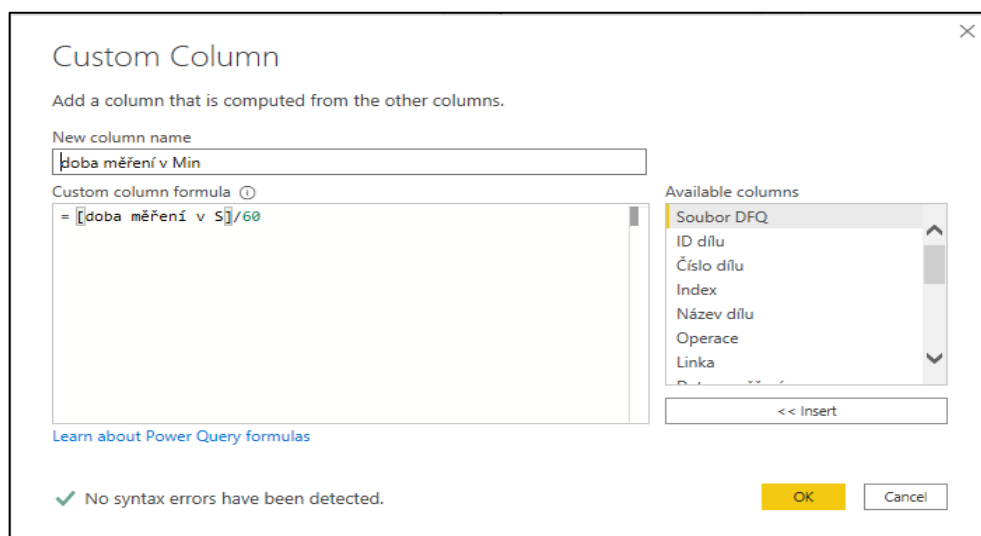 Custom Column
Add a column that is computed from the other columns.
New column name
doba měření v Min
Custom column formula
= [doba měření v S]/60
Available columns
Soubor DFQ
ID dílu
Číslo dílu
Index
Název dílu
Operace
Linka
<< Insert
Learn about Power Query formulas
No syntax errors have been detected.
OK
Cancel